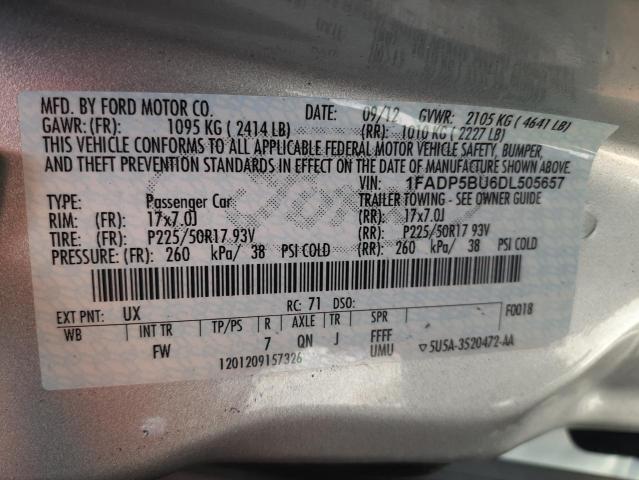 MFD. BY FORD MOTOR CO. DATE: 09/12 GVWR: 2105 KG ( 4641 LB)
GAWR: (FR): 1095 KG ( 2414 LB) (RR): 1010 KG ( 2227 LB)
THIS VEHICLE CONFORMS TO ALL APPLICABLE FEDERAL MOTOR VEHICLE SAFETY, BUMPER,
AND THEFT PREVENTION STANDARDS IN EFFECT ON THE DATE OF MANUFACTURE SHOWN ABOVE.
VIN: 1FADP5BU6DL505657
TYPE: Passenger Car TRAILER TOWING - SEE OWNER GUIDE
RIM: (FR): 17x7.0J (RR): 17x7.0J
TIRE: (FR): P225/50R17 93V (RR): P225/50R17 93V
PRESSURE: (FR): 260 kPa/ 38 PSI COLD (RR): 260 kPa/ 38 PSI COLD
EXT PNT: UX RC: 71 DSO: F0018
WB INT TR TP/PS R AXLE TR SPR
FW 7 QN J FFFF
UMU
1201209157326
5U5A-3520472-AA